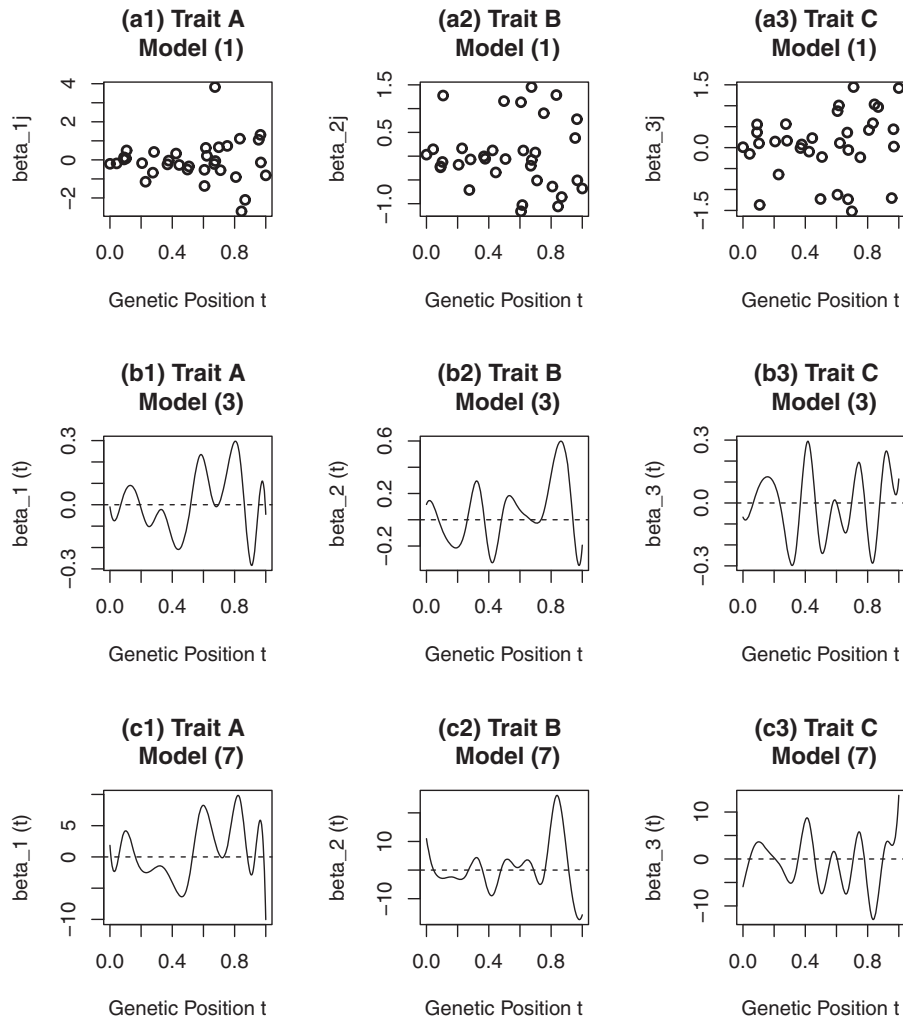 (a1) Trait A
Model (1)
beta_1j
4
2
0
−2
0.0 0.4 0.8
Genetic Position t
(a2) Trait B
Model (1)
beta_2j
1.5
0.5
−1.0
0.0 0.4 0.8
Genetic Position t
(a3) Trait C
Model (1)
beta_3j
1.5
0.0
−1.5
0.0 0.4 0.8
Genetic Position t
(b1) Trait A
Model (3)
beta_1 (t)
0.3
0.0
−0.3
0.0 0.4 0.8
Genetic Position t
(b2) Trait B
Model (3)
beta_2 (t)
0.6
0.2
−0.2
0.0 0.4 0.8
Genetic Position t
(b3) Trait C
Model (3)
beta_3 (t)
0.3
0.0
−0.3
0.0 0.4 0.8
Genetic Position t
(c1) Trait A
Model (7)
beta_1 (t)
5
0
−10
0.0 0.4 0.8
Genetic Position t
(c2) Trait B
Model (7)
beta_2 (t)
10
−10
0.0 0.4 0.8
Genetic Position t
(c3) Trait C
Model (7)
beta_3 (t)
10
0
−10
0.0 0.4 0.8
Genetic Position t